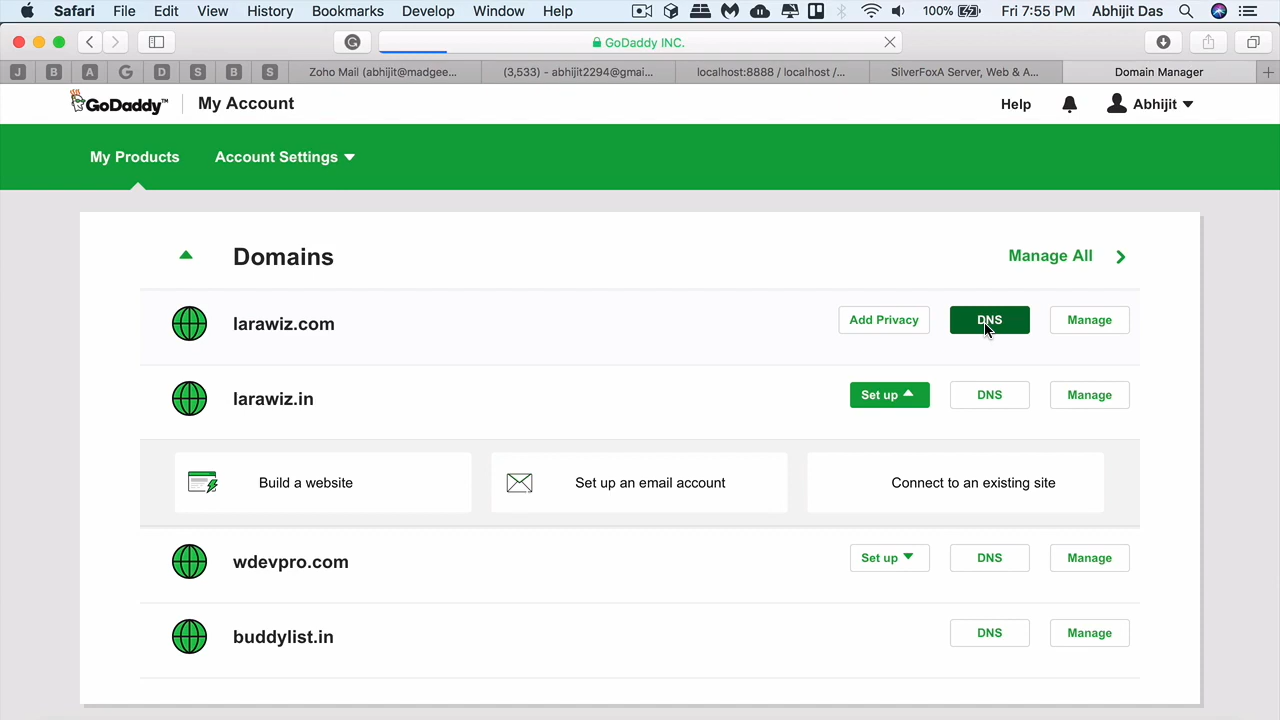 Safari File Edit View History Bookmarks Develop Window Help 100% Fri 7:55 PM Abhijit Das
GoDaddy INC.
J B A G D S B S Zoho Mail (abhijit@madgee... (3,533) - abhijit2294@gmai... localhost:8888 / localhost /... SilverFoxA Server, Web & A... Domain Manager
GoDaddy™ My Account Help Abhijit
My Products Account Settings
Domains Manage All
larawiz.com Add Privacy DNS Manage
larawiz.in Set up DNS Manage
Build a website Set up an email account Connect to an existing site
wdevpro.com Set up DNS Manage
buddylist.in DNS Manage